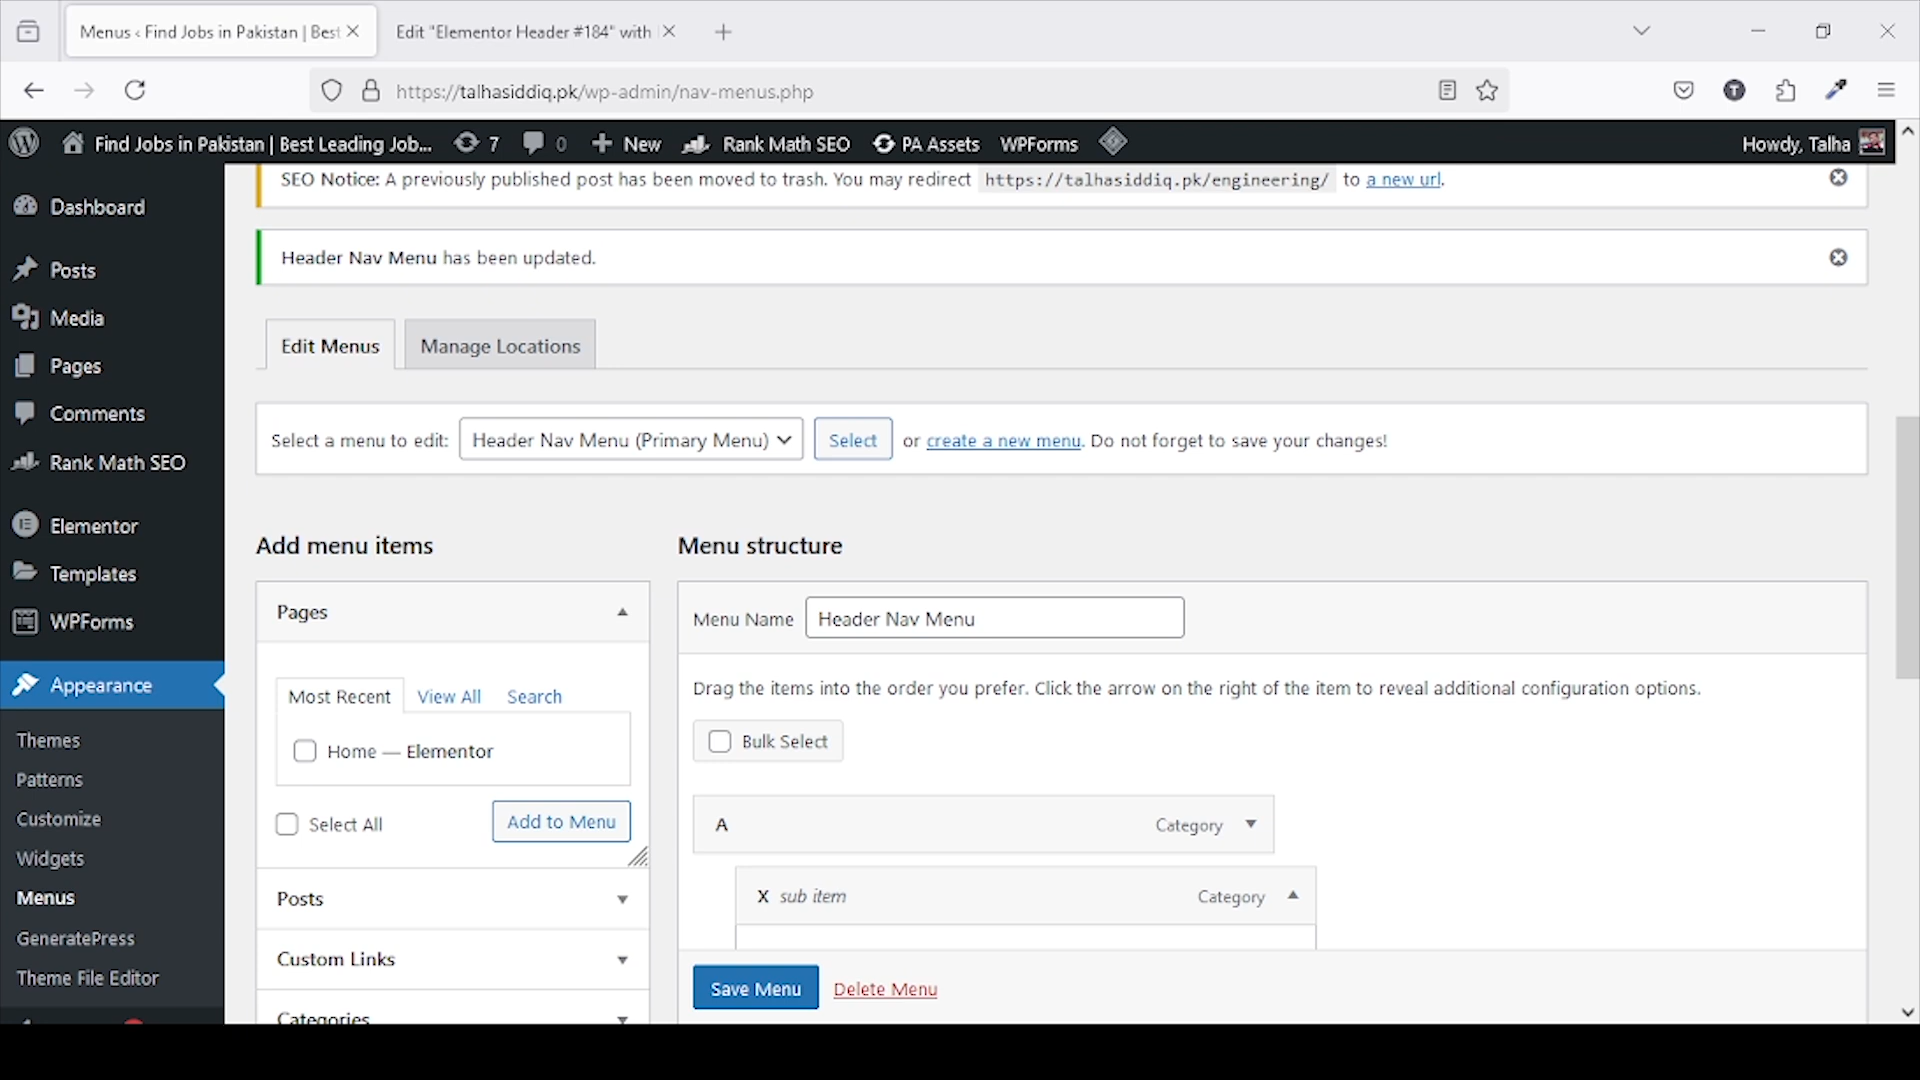 Menus ‹ Find Jobs in Pakistan | Best
Edit "Elementor Header #184" with
https://talhasiddiq.pk/wp-admin/nav-menus.php
Find Jobs in Pakistan | Best Leading Job...
7
0
New
Rank Math SEO
PA Assets
WPForms
Howdy, Talha
SEO Notice: A previously published post has been moved to trash. You may redirect https://talhasiddiq.pk/engineering/ to a new url.
Header Nav Menu has been updated.
Dashboard
Posts
Media
Pages
Comments
Rank Math SEO
Elementor
Templates
WPForms
Appearance
Themes
Patterns
Customize
Widgets
Menus
GeneratePress
Theme File Editor
Edit Menus
Manage Locations
Select a menu to edit: Header Nav Menu (Primary Menu) Select or create a new menu. Do not forget to save your changes!
Add menu items
Pages
Most Recent View All Search
Home — Elementor
Select All Add to Menu
Posts
Custom Links
Categories
Menu structure
Menu Name Header Nav Menu
Drag the items into the order you prefer. Click the arrow on the right of the item to reveal additional configuration options.
Bulk Select
A Category
X sub item Category
Save Menu Delete Menu